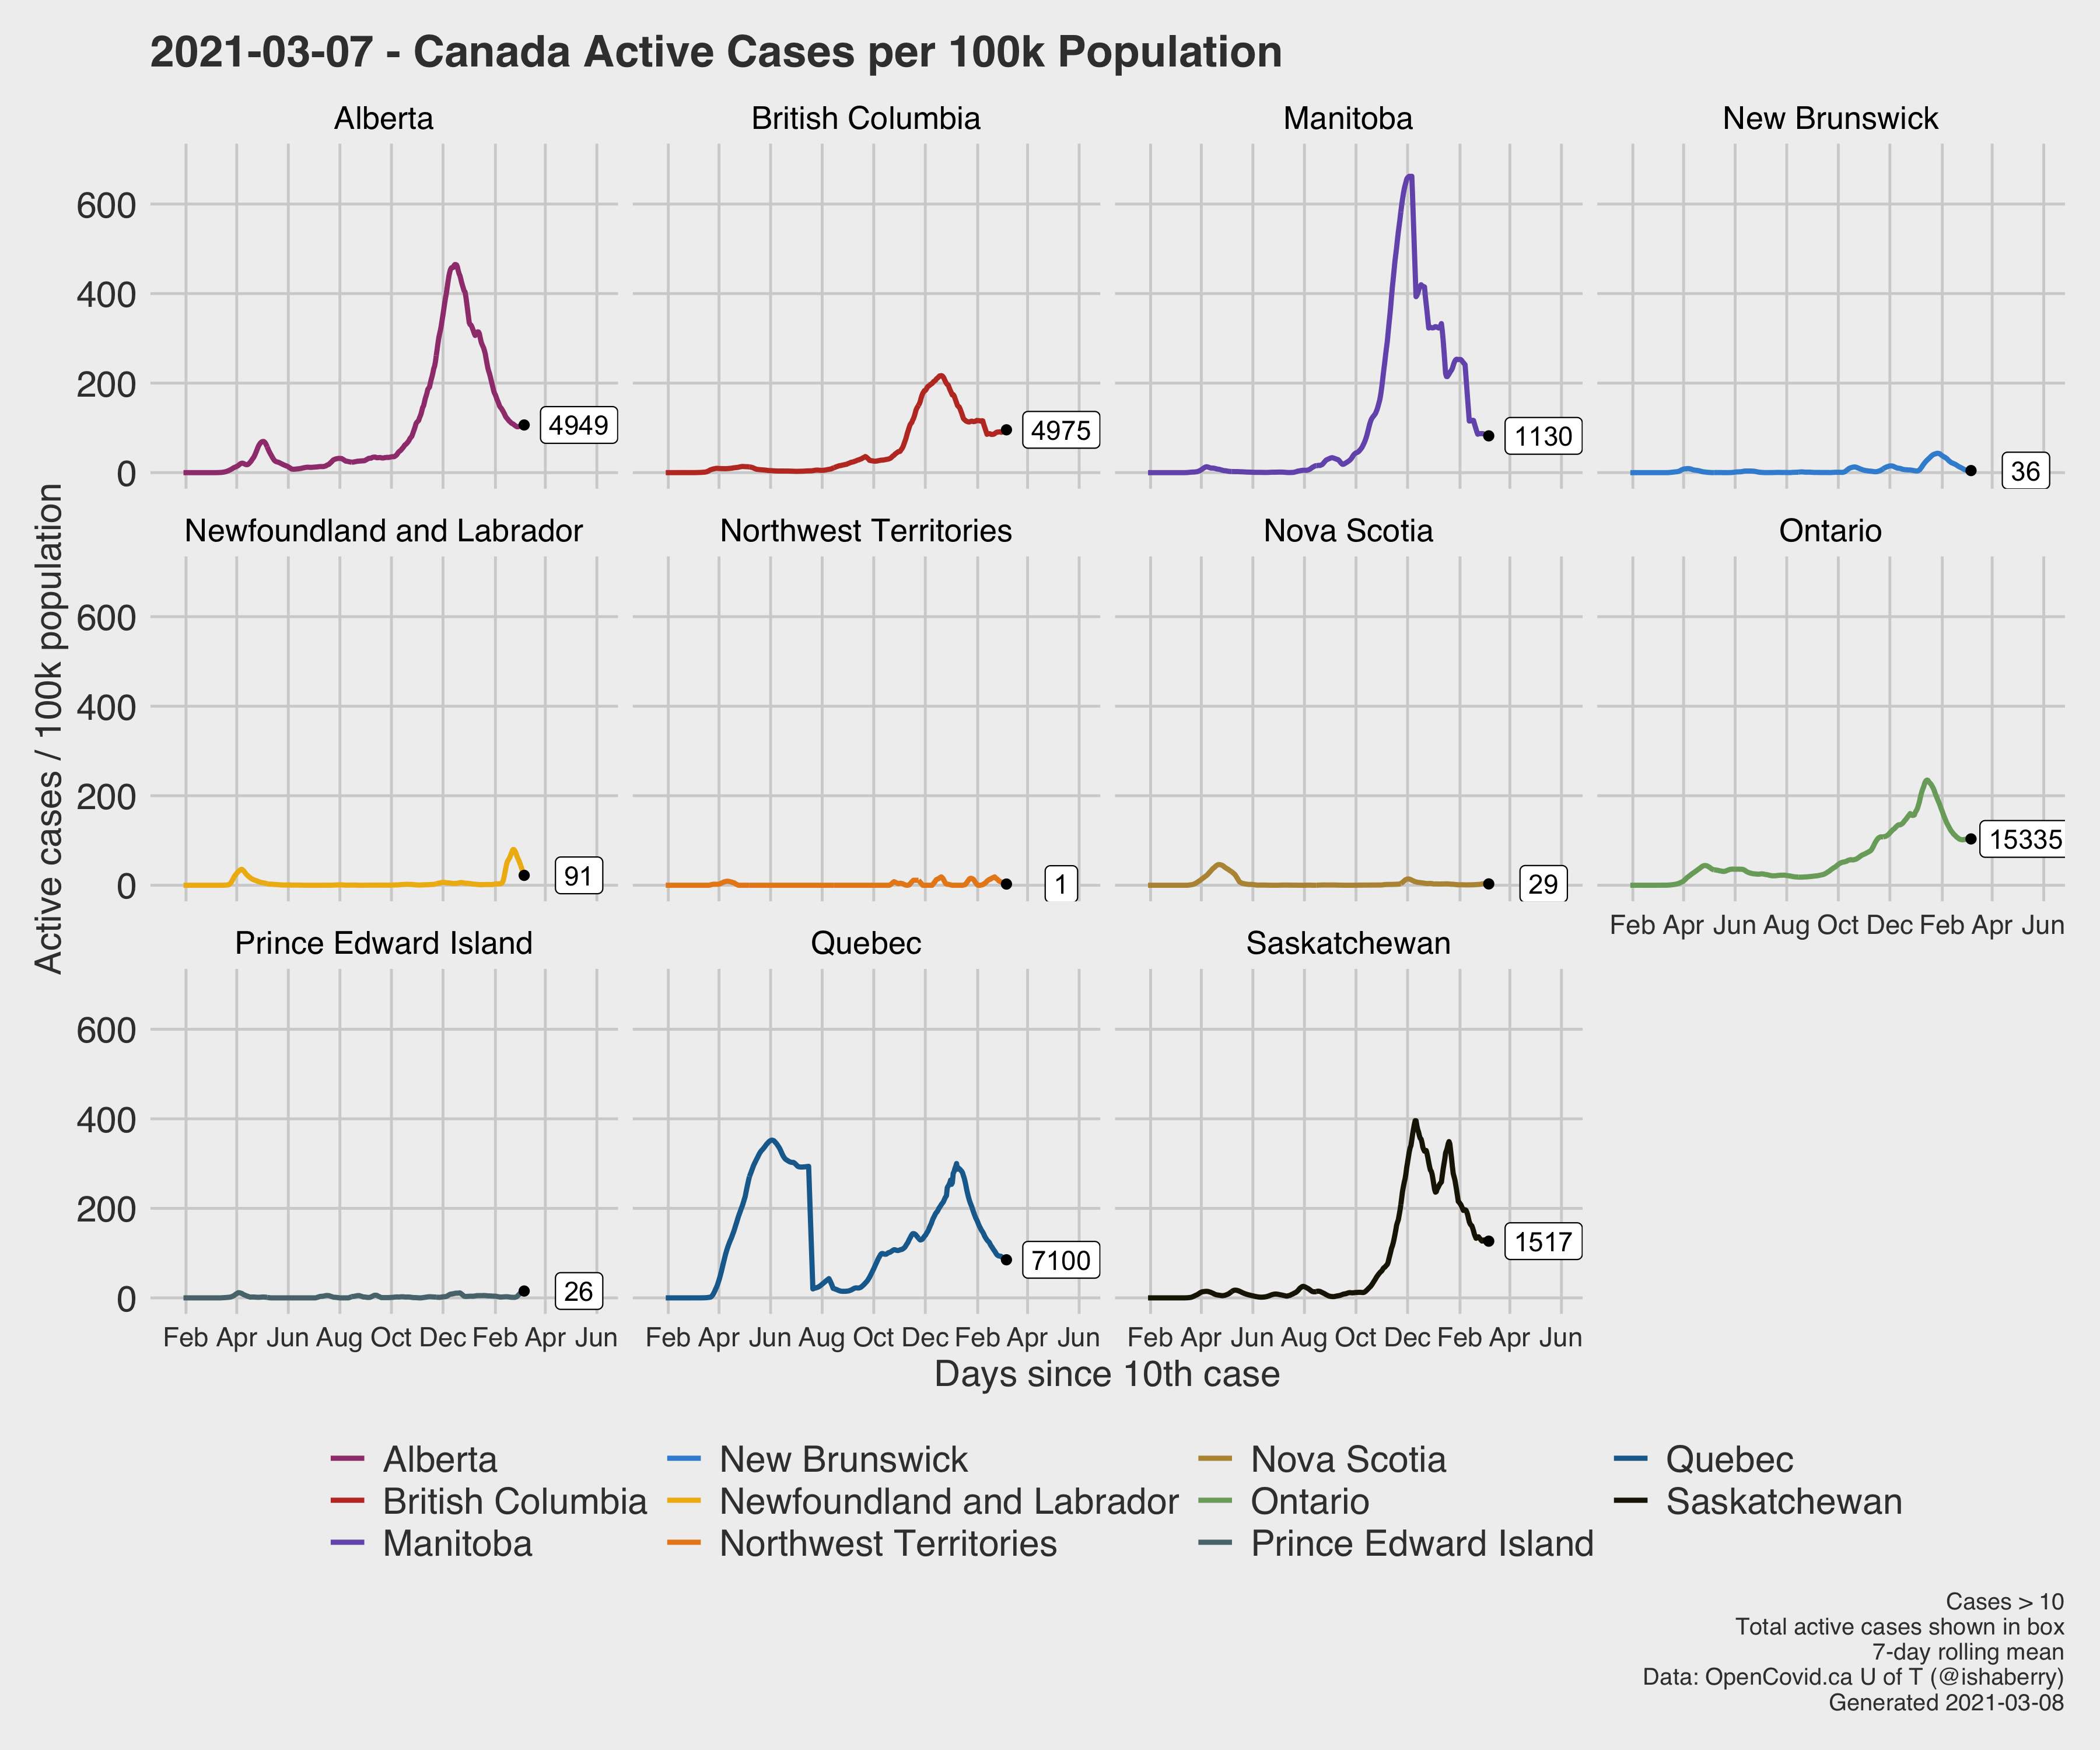 2021-03-07 - Canada Active Cases per 100k Population
Alberta
British Columbia
Manitoba
New Brunswick
600
400
200
0
4949
4975
1130
36
Newfoundland and Labrador
Northwest Territories
Nova Scotia
Ontario
600
400
200
0
91
1
29
15335
Feb Apr Jun Aug Oct Dec Feb Apr Jun
Prince Edward Island
Quebec
Saskatchewan
600
400
200
0
26
7100
1517
Feb Apr Jun Aug Oct Dec Feb Apr Jun
Feb Apr Jun Aug Oct Dec Feb Apr Jun
Feb Apr Jun Aug Oct Dec Feb Apr Jun
Active cases / 100k population
Days since 10th case
Alberta
British Columbia
Manitoba
New Brunswick
Newfoundland and Labrador
Northwest Territories
Nova Scotia
Ontario
Prince Edward Island
Quebec
Saskatchewan
Cases > 10
Total active cases shown in box
7-day rolling mean
Data: OpenCovid.ca U of T (@ishaberry)
Generated 2021-03-08